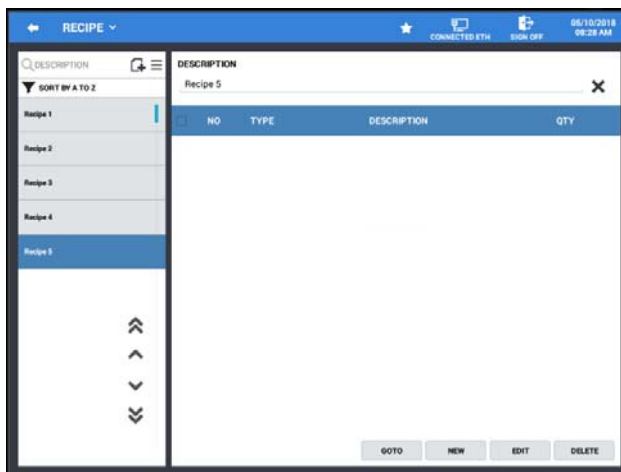 RECIPE
CONNECTED ETH
SIGN OFF
05/10/2018
08:28 AM
DESCRIPTION
SORT BY A TO Z
Recipe 1
Recipe 2
Recipe 3
Recipe 4
Recipe 5
DESCRIPTION
Recipe 5
NO TYPE DESCRIPTION QTY
GOTO NEW EDIT DELETE